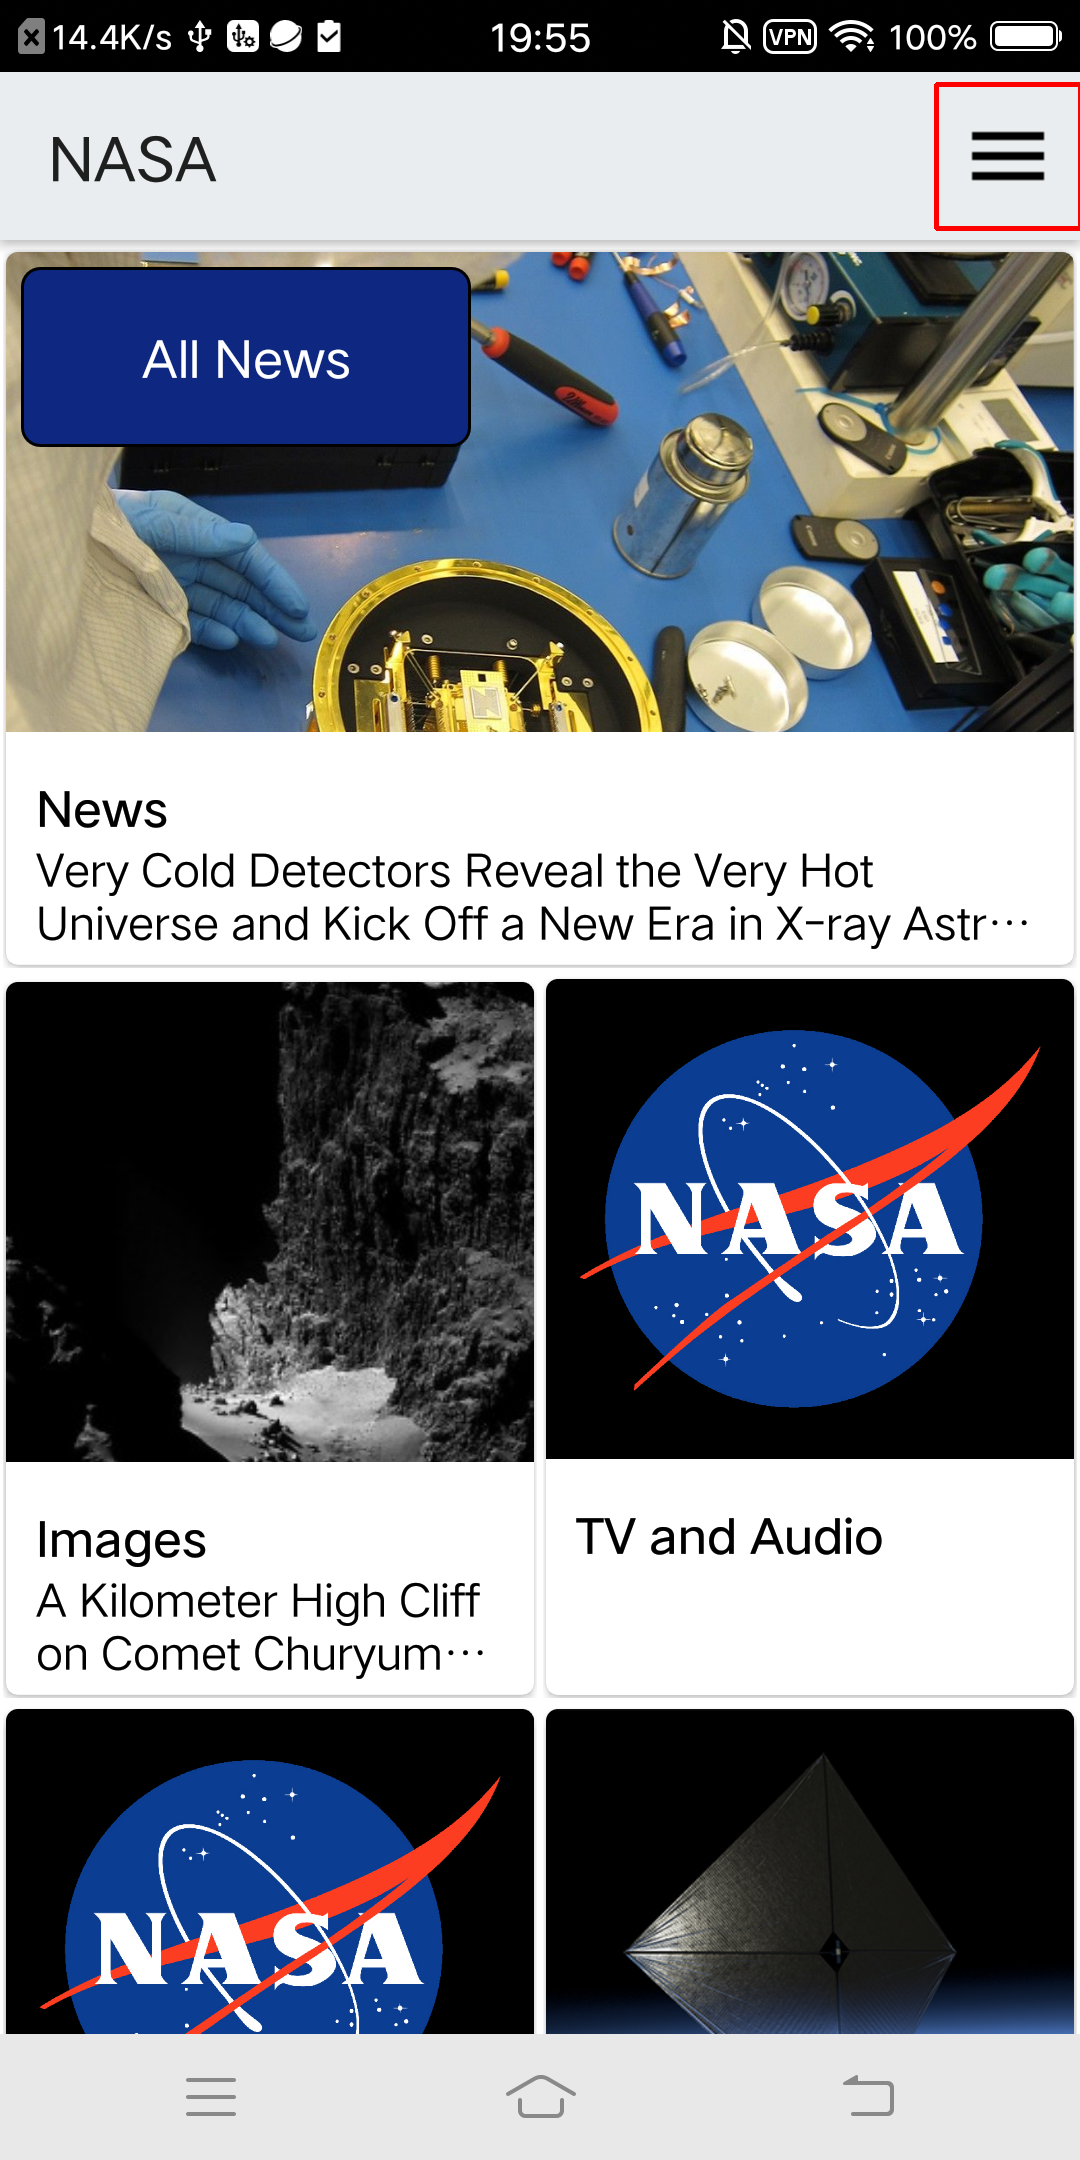 14.4K/s 19:55 VPN 100%
NASA
All News
News
Very Cold Detectors Reveal the Very Hot
Universe and Kick Off a New Era in X-ray Astr···
NASA
Images
A Kilometer High Cliff
on Comet Churyum···
TV and Audio
NASA